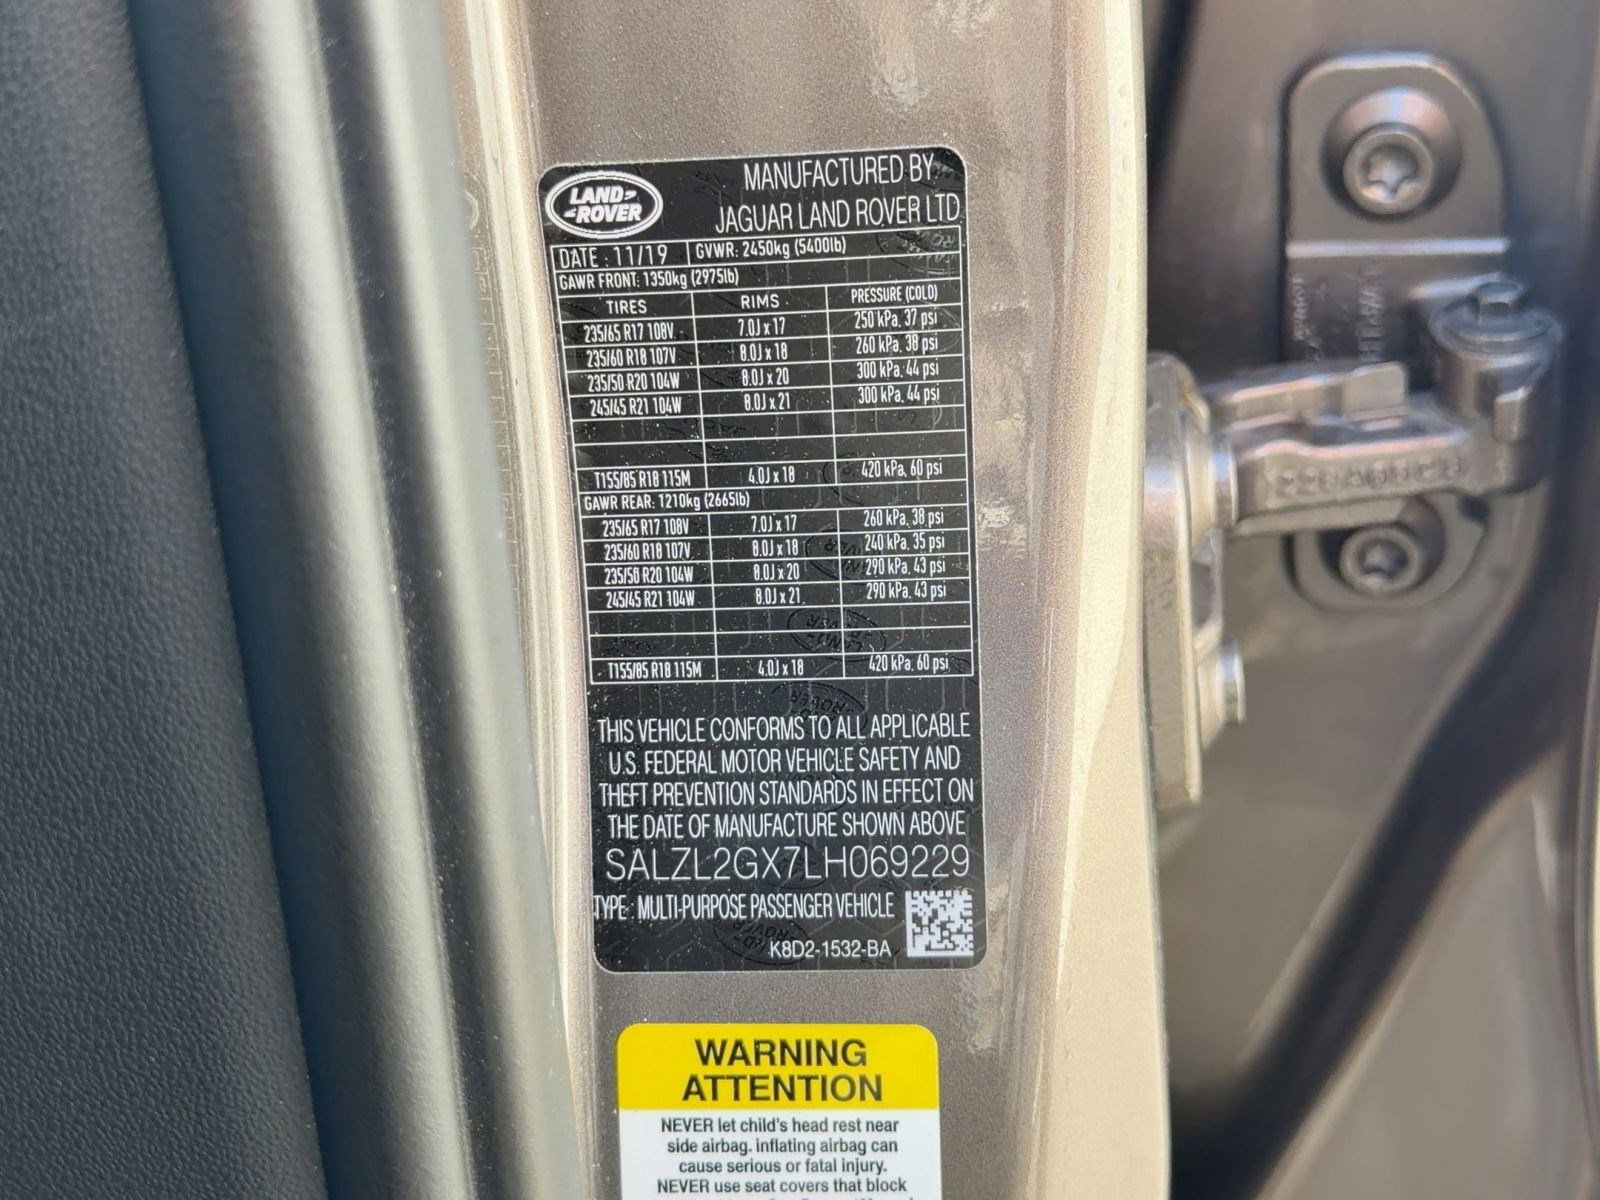 LAND-
-ROVER
MANUFACTURED BY
JAGUAR LAND ROVER LTD
DATE : 11/19 GVWR: 2450kg (5400lb)
GAWR FRONT: 1350kg (2975lb)
TIRES RIMS PRESSURE (COLD)
235/65 R17 108V 7.0J x 17 250 kPa, 37 psi
235/60 R18 107V 8.0J x 18 260 kPa, 38 psi
235/50 R20 104W 8.0J x 20 300 kPa, 44 psi
245/45 R21 104W 8.0J x 21 300 kPa, 44 psi
T155/85 R18 115M 4.0J x 18 420 kPa, 60 psi
GAWR REAR: 1210kg (2665lb)
235/65 R17 108V 7.0J x 17 260 kPa, 38 psi
235/60 R18 107V 8.0J x 18 240 kPa, 35 psi
235/50 R20 104W 8.0J x 20 290 kPa, 43 psi
245/45 R21 104W 8.0J x 21 290 kPa, 43 psi
T155/85 R18 115M 4.0J x 18 420 kPa, 60 psi
THIS VEHICLE CONFORMS TO ALL APPLICABLE
U.S. FEDERAL MOTOR VEHICLE SAFETY AND
THEFT PREVENTION STANDARDS IN EFFECT ON
THE DATE OF MANUFACTURE SHOWN ABOVE
SALZL2GX7LH069229
TYPE : MULTI-PURPOSE PASSENGER VEHICLE
K8D2-1532-BA
WARNING
ATTENTION
NEVER let child's head rest near
side airbag. inflating airbag can
cause serious or fatal injury.
NEVER use seat covers that block